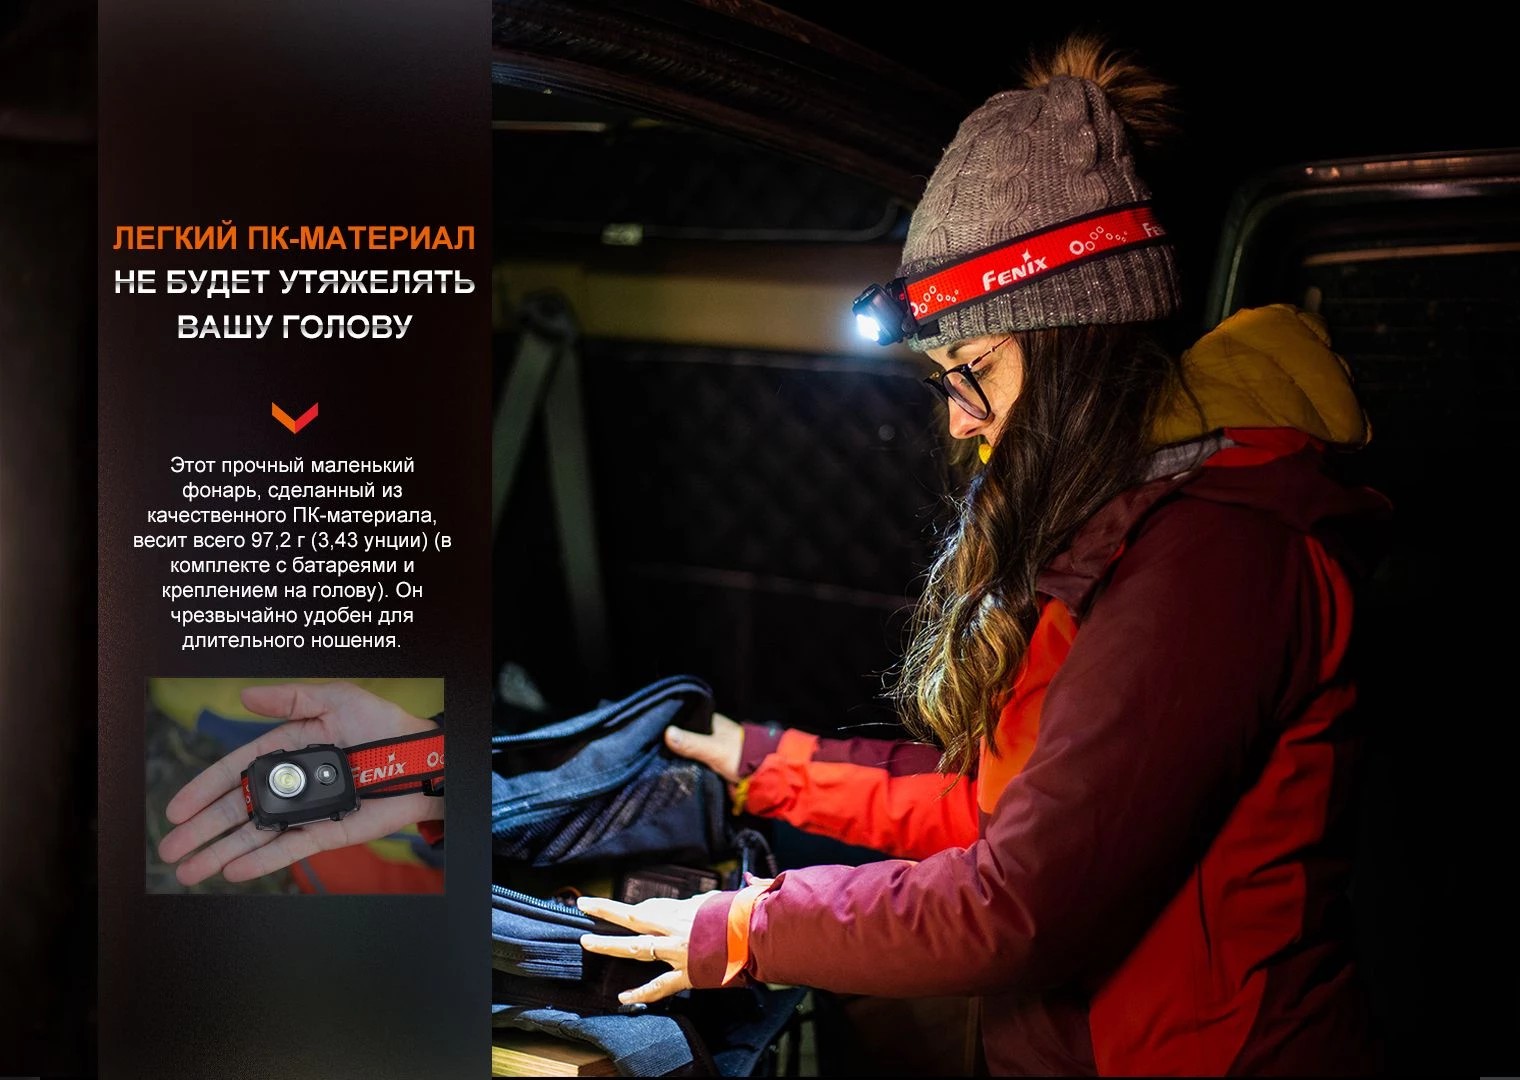 ЛЕГКИЙ ПК-МАТЕРИАЛ
НЕ БУДЕТ УТЯЖЕЛЯТЬ
ВАШУ ГОЛОВУ
Этот прочный маленький
фонарь, сделанный из
качественного ПК-материала,
весит всего 97,2 г (3,43 унции) (в
комплекте с батареями и
креплением на голову). Он
чрезвычайно удобен для
длительного ношения.
FENIX
FENIX